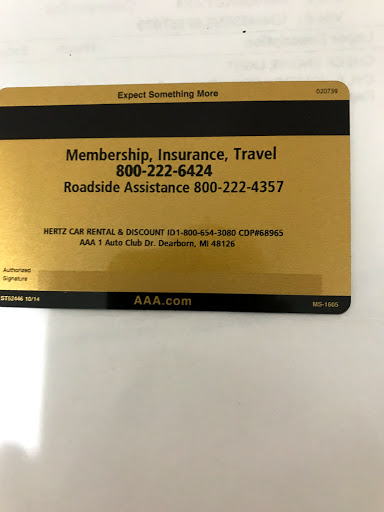 Expect Something More
020739
Membership, Insurance, Travel
800-222-6424
Roadside Assistance 800-222-4357
HERTZ CAR RENTAL & DISCOUNT ID1-800-654-3080 CDP#68965
AAA 1 Auto Club Dr. Dearborn, MI 48126
Authorized
Signature
ST52446 10/14
AAA.com
MS-1605